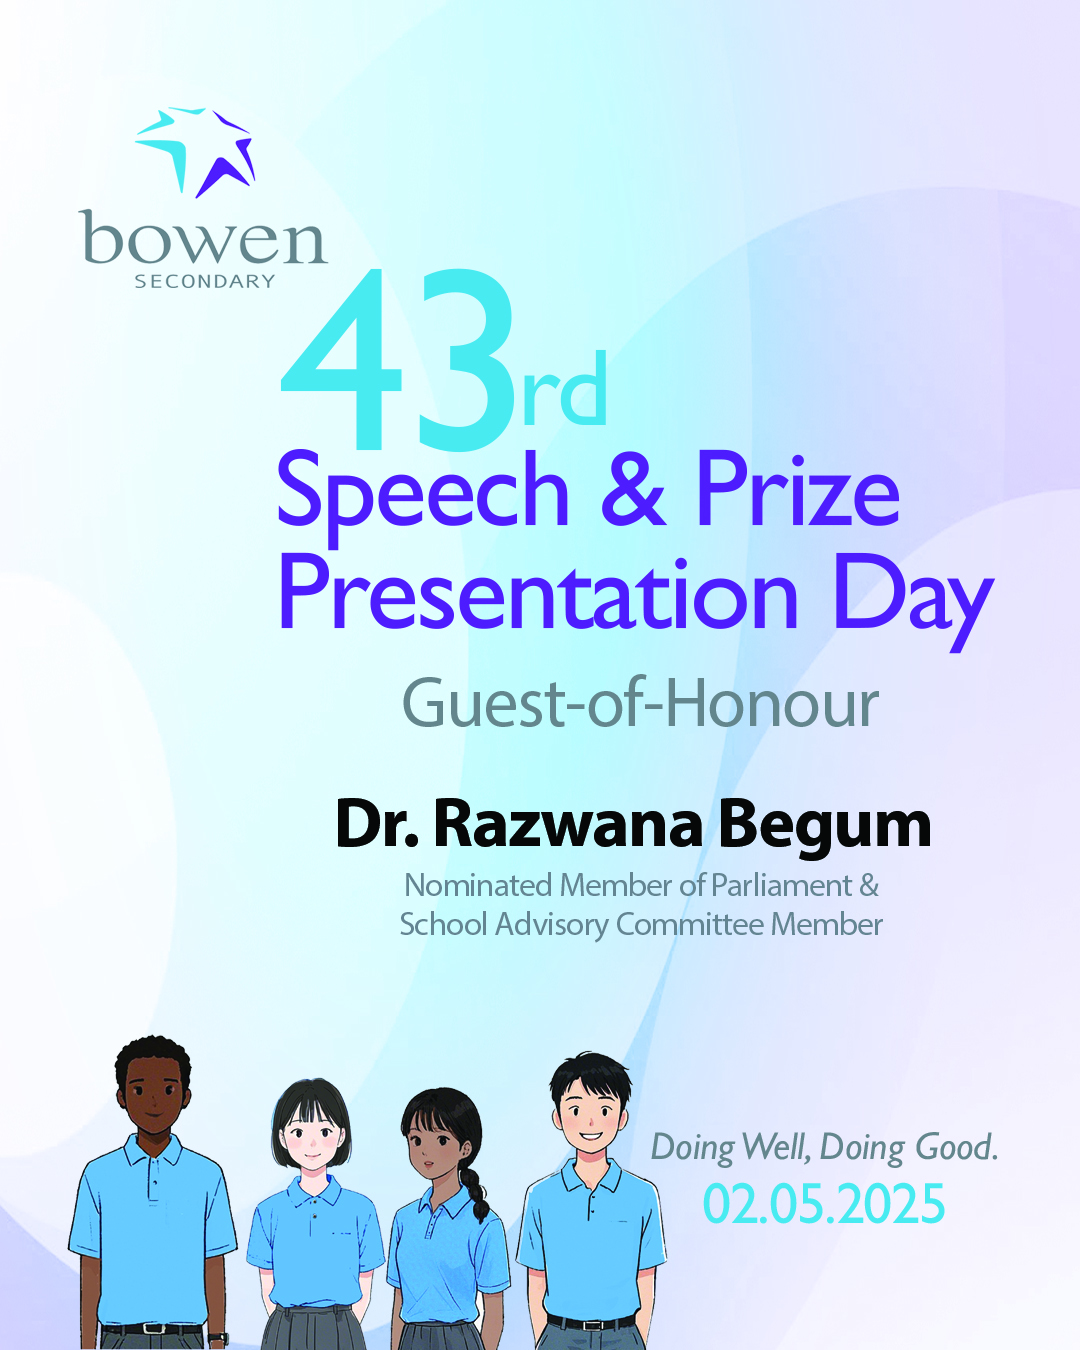 bowen
SECONDARY
43rd
Speech & Prize
Presentation Day
Guest-of-Honour
Dr. Razwana Begum
Nominated Member of Parliament &
School Advisory Committee Member
Doing Well, Doing Good.
02.05.2025